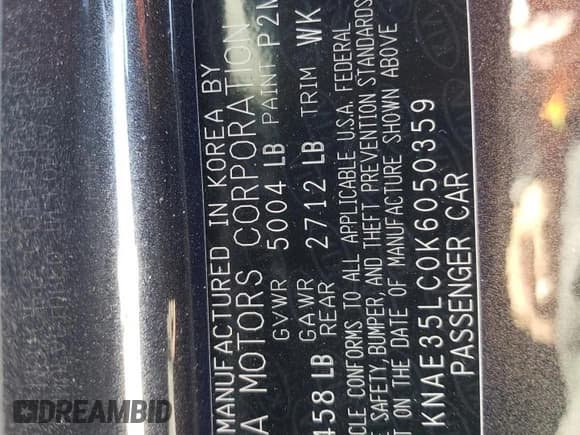 MANUFACTURED IN KOREA BY
A MOTORS CORPORATION
GVWR 5004 LB PAINT P2M
GAWR
458 LB REAR 2712 LB TRIM WK
CLE CONFORMS TO ALL APPLICABLE U.S.A. FEDERAL
SAFETY, BUMPER, AND THEFT PREVENTION STANDARDS
ON THE DATE OF MANUFACTURE SHOWN ABOVE
KNAE35LC0K6050359
PASSENGER CAR
DREAMBID